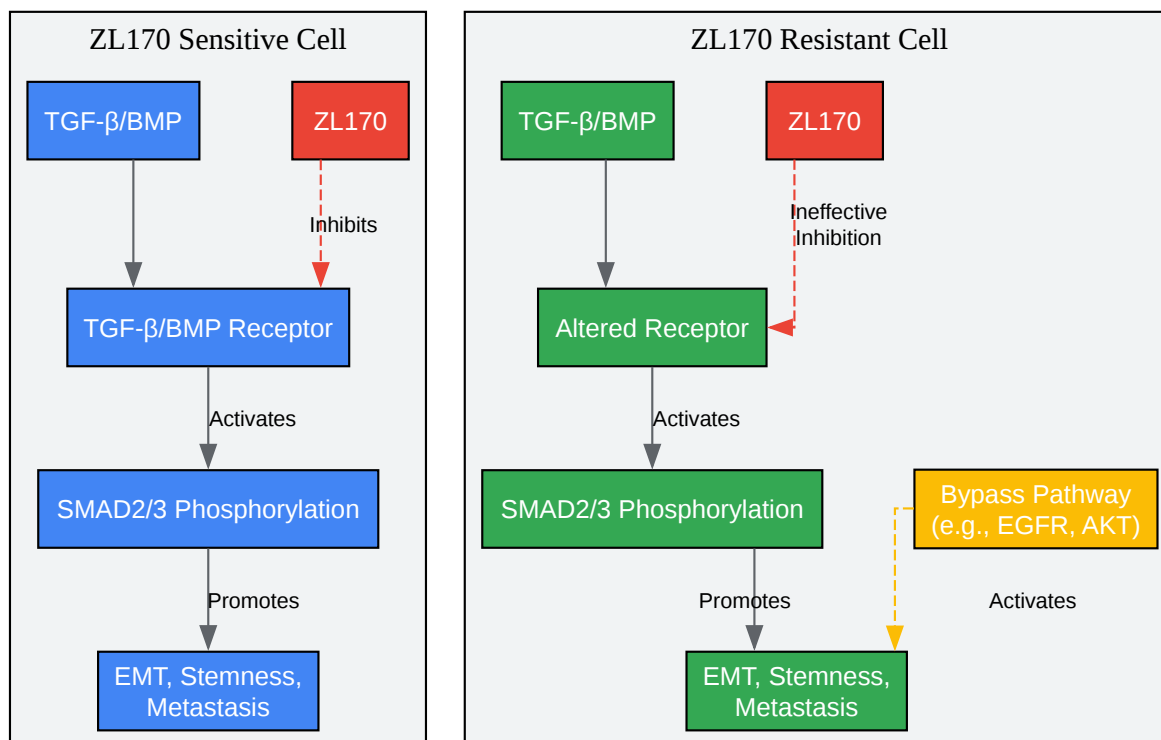 ZL170 Sensitive Cell
TGF-β/BMP
ZL170
Inhibits
TGF-β/BMP Receptor
Activates
SMAD2/3 Phosphorylation
Promotes
EMT, Stemness,
Metastasis
ZL170 Resistant Cell
TGF-β/BMP
ZL170
Ineffective
Inhibition
Altered Receptor
Activates
SMAD2/3 Phosphorylation
Bypass Pathway
(e.g., EGFR, AKT)
Promotes
Activates
EMT, Stemness,
Metastasis